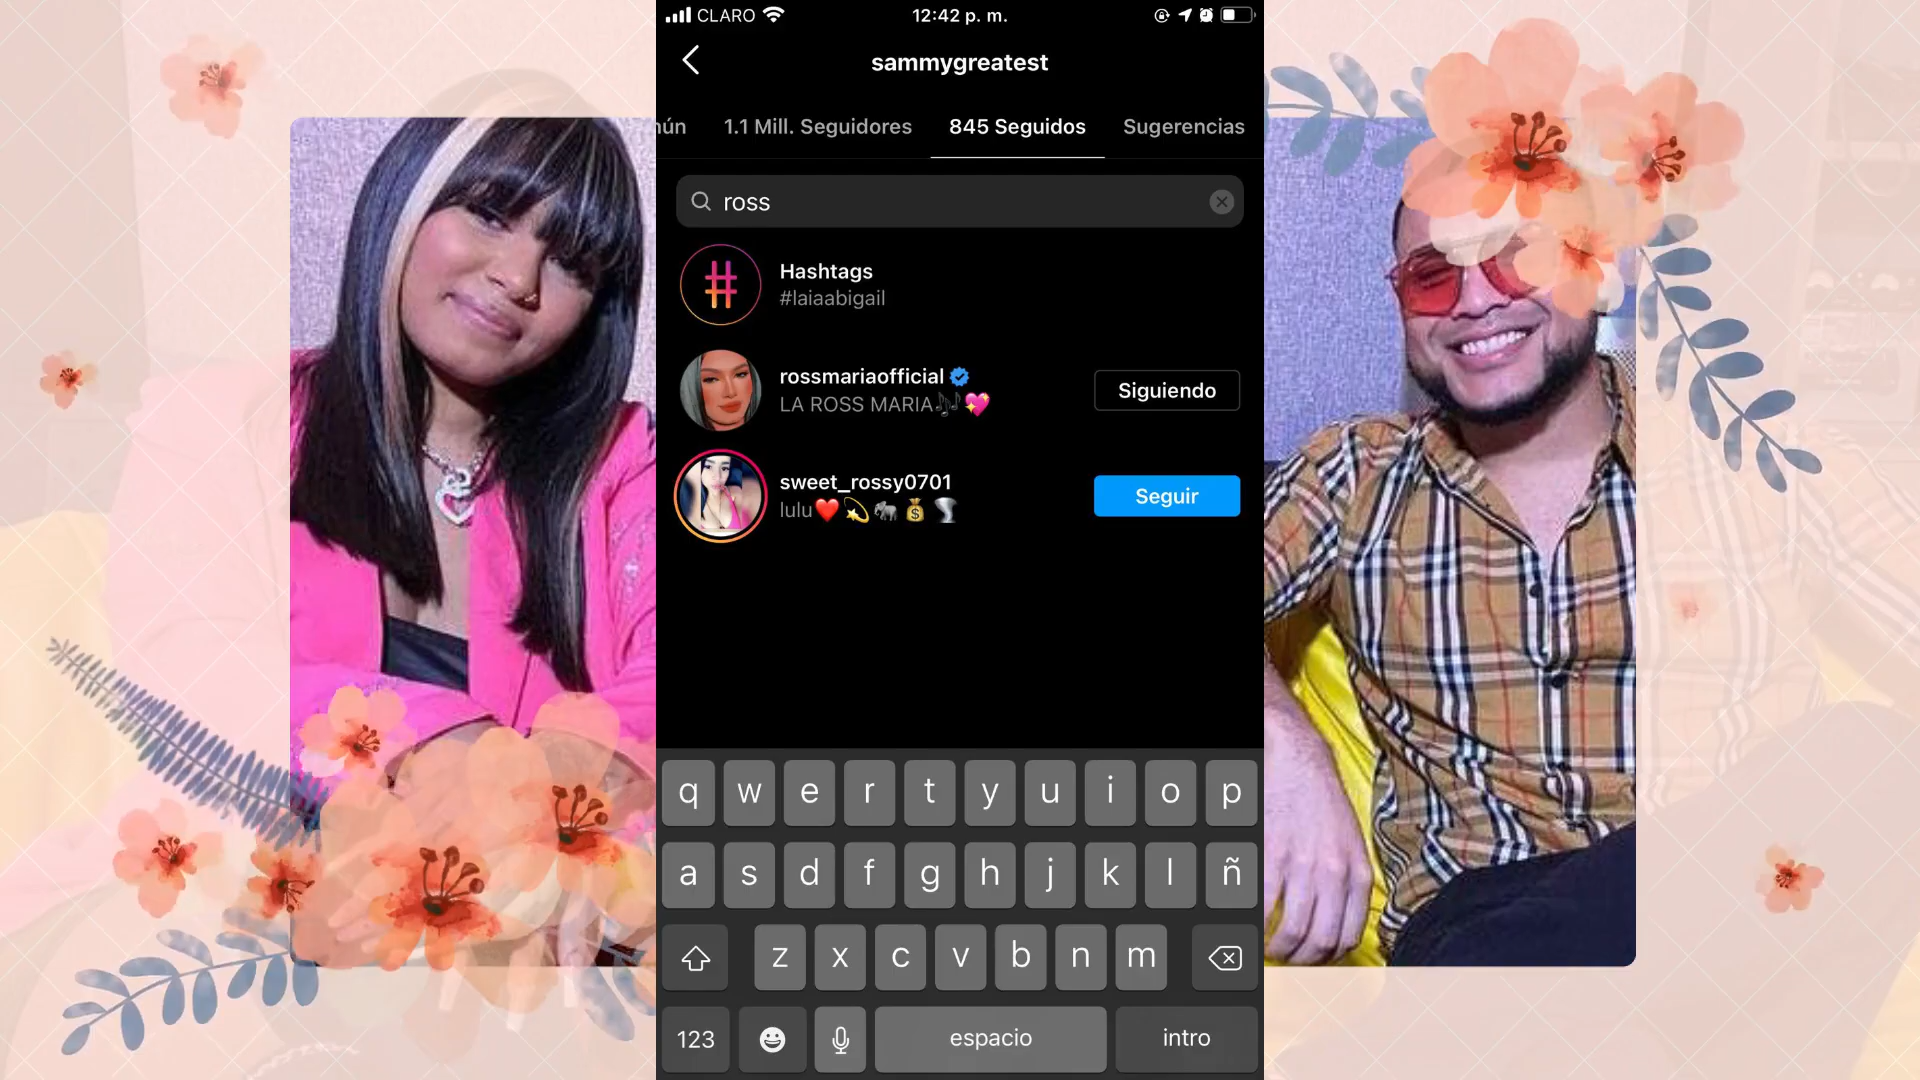 CLARO 12:42 p. m.
sammygreatest
ún 1.1 Mill. Seguidores 845 Seguidos Sugerencias
ross
Hashtags
#laiaabigail
rossmariaofficial
LA ROSS MARIA🎶💖
Siguiendo
sweet_rossy0701
lulu❤️💫🐘💰🌪️
Seguir
q w e r t y u i o p
a s d f g h j k l ñ
z x c v b n m
123 espacio intro